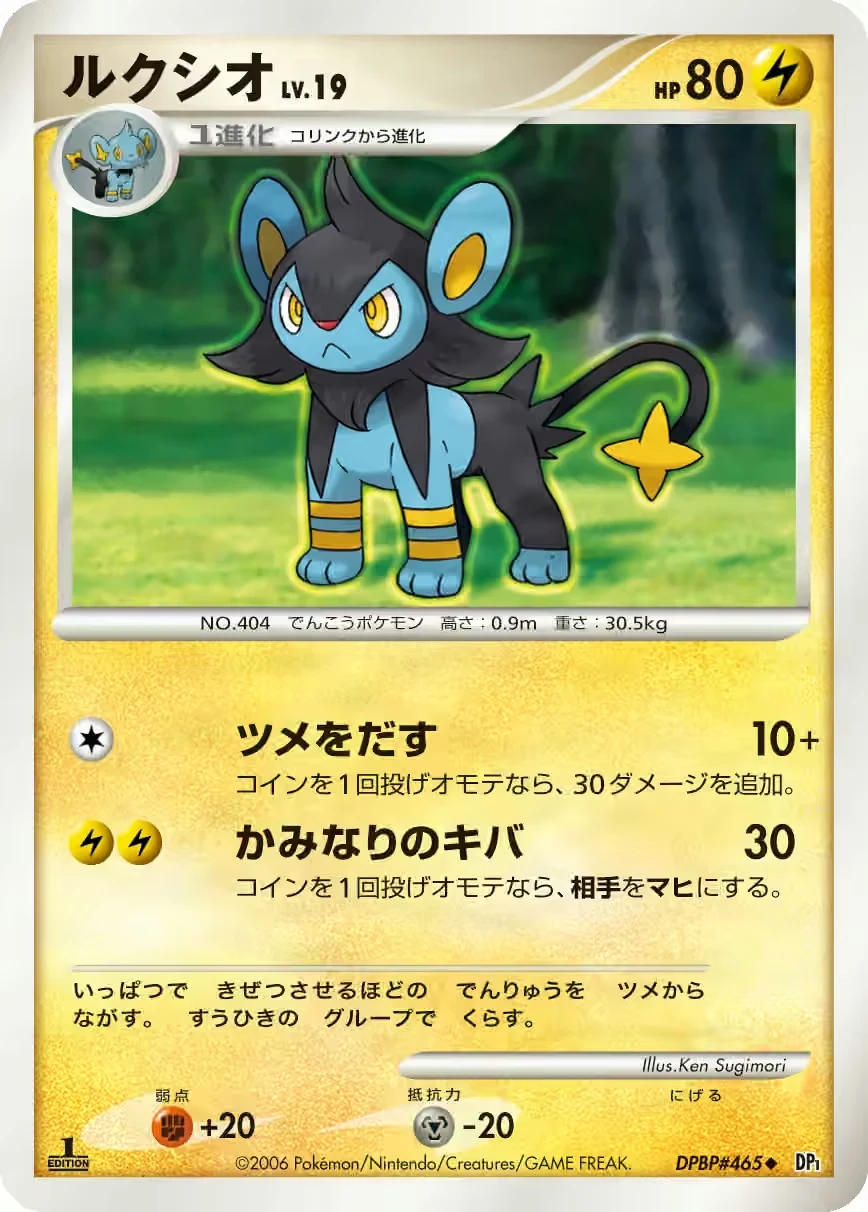 ルクシオ LV.19 HP 80
1進化 コリンクから進化
NO.404 でんこうポケモン 高さ:0.9m 重さ:30.5kg
ツメをだす 10+
コインを1回投げオモテなら、30ダメージを追加。
かみなりのキバ 30
コインを1回投げオモテなら、相手をマヒにする。
いっぱつで きぜつさせるほどの でんりゅうを ツメから
ながす。 すうひきの グループで くらす。
Illus.Ken Sugimori
弱点 抵抗力 にげる
+20 -20
1 EDITION ©2006 Pokémon/Nintendo/Creatures/GAME FREAK. DPBP#465◆ DP1